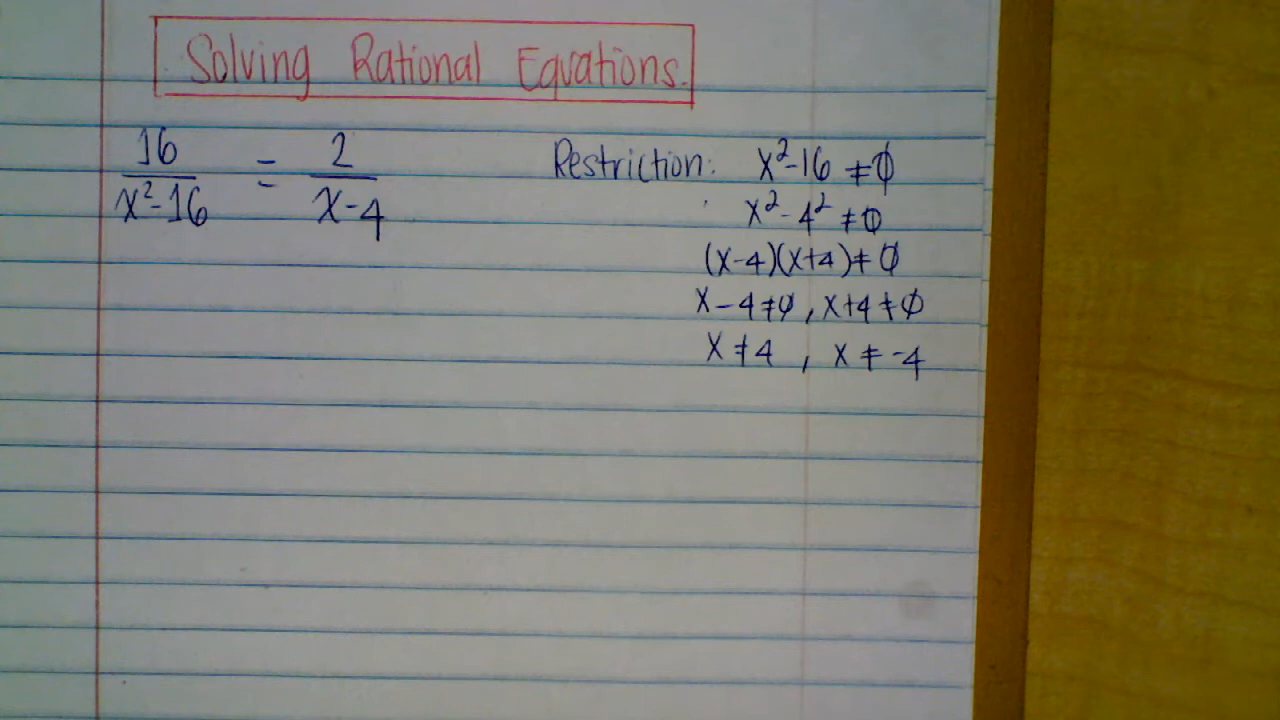 Solving Rational Equations.
16/(x²-16) = 2/(x-4)
Restriction: x²-16 ≠ 0
x² - 4² ≠ 0
(x-4)(x+4) ≠ 0
x-4 ≠ 0, x+4 ≠ 0
x ≠ 4, x ≠ -4